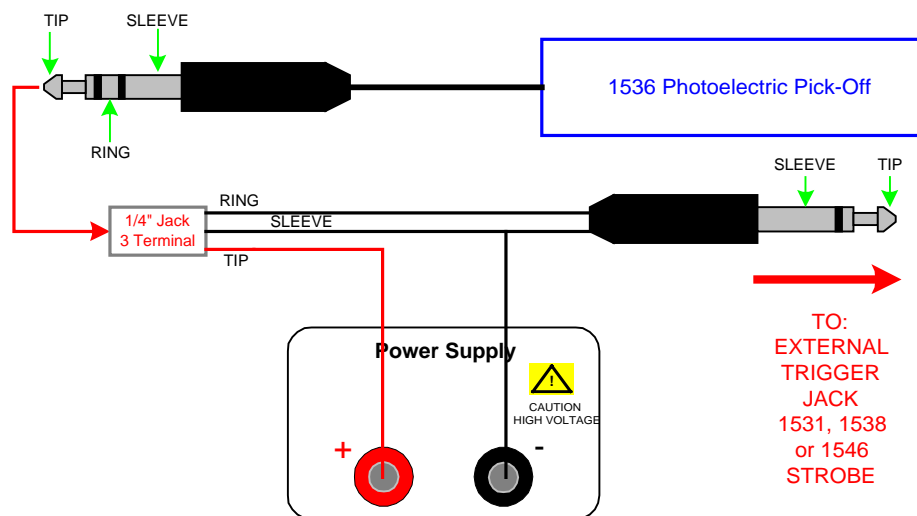 TIP
SLEEVE
1536 Photoelectric Pick-Off
RING
SLEEVE
TIP
RING
1/4" Jack
3 Terminal
SLEEVE
TIP
Power Supply
!
CAUTION
HIGH VOLTAGE
+
-
TO:
EXTERNAL
TRIGGER
JACK
1531, 1538
or 1546
STROBE